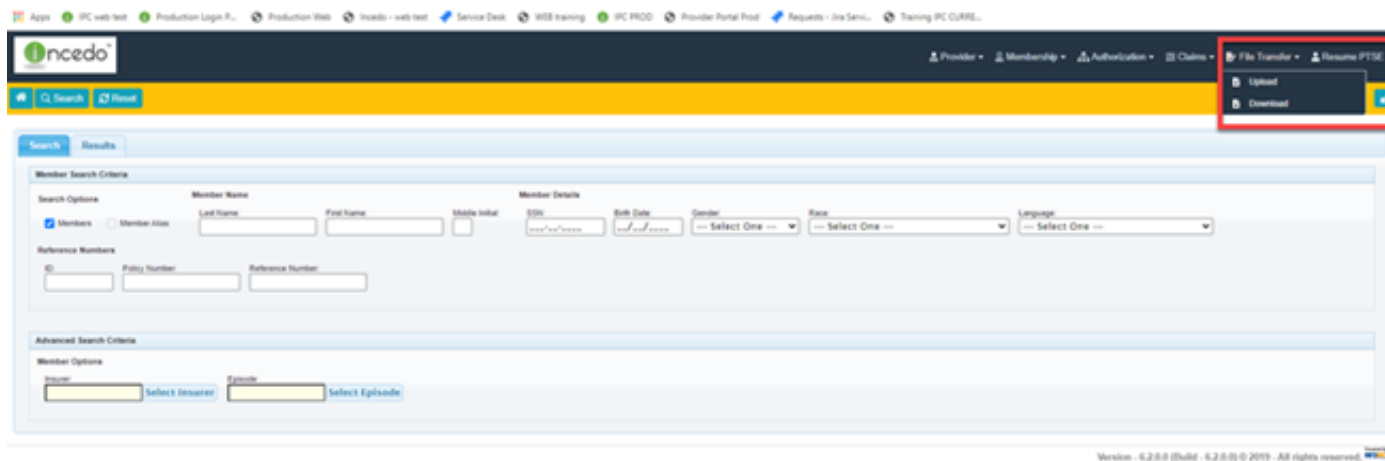 Apps IPC web test Production Login P... Production Web Incedo - web test Service Desk WEB training IPC PROD Provider Portal Prod Requests - Jira Servi... Training IPC CURRE...
incedo
Provider Membership Authorization Claims File Transfer Resume PTSE
Upload
Search Reset
Download
Search Results
Member Search Criteria
Search Options Member Name Member Details
Last Name: First Name: Middle Initial: SSN: Birth Date: Gender: Race: Language:
Members Member Alias --- Select One --- --- Select One --- --- Select One ---
Reference Numbers
ID: Policy Number: Reference Number:
Advanced Search Criteria
Member Options
Insurer: Episode:
Select Insurer Select Episode
Version - 6.2.0.0 (Build - 6.2.0.0) © 2019 - All rights reserved.